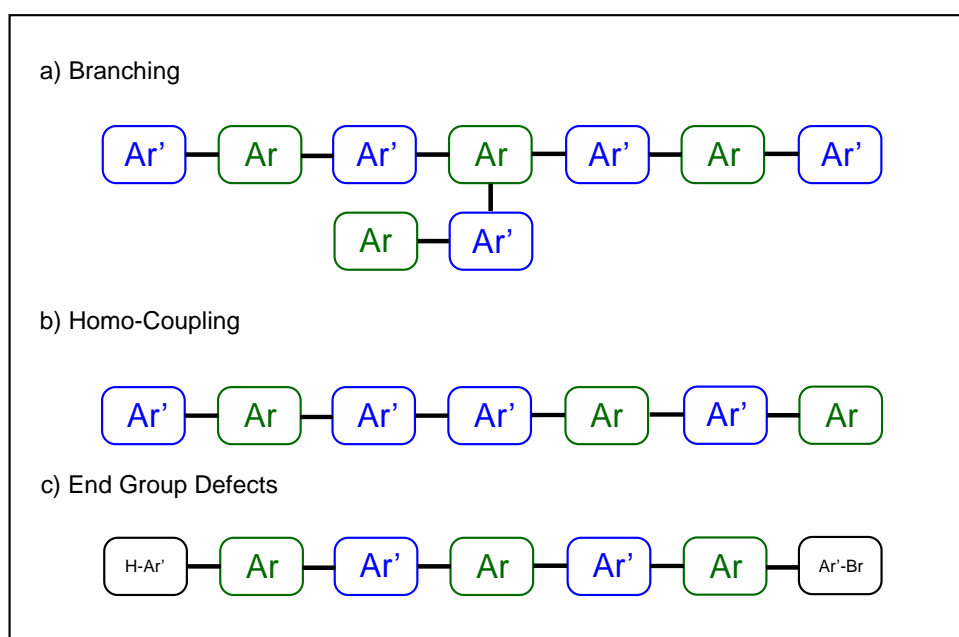 a) Branching
Ar’ Ar Ar’ Ar Ar’ Ar Ar’
Ar Ar’
b) Homo-Coupling
Ar’ Ar Ar’ Ar’ Ar Ar’ Ar
c) End Group Defects
H-Ar’ Ar Ar’ Ar Ar’ Ar Ar’-Br